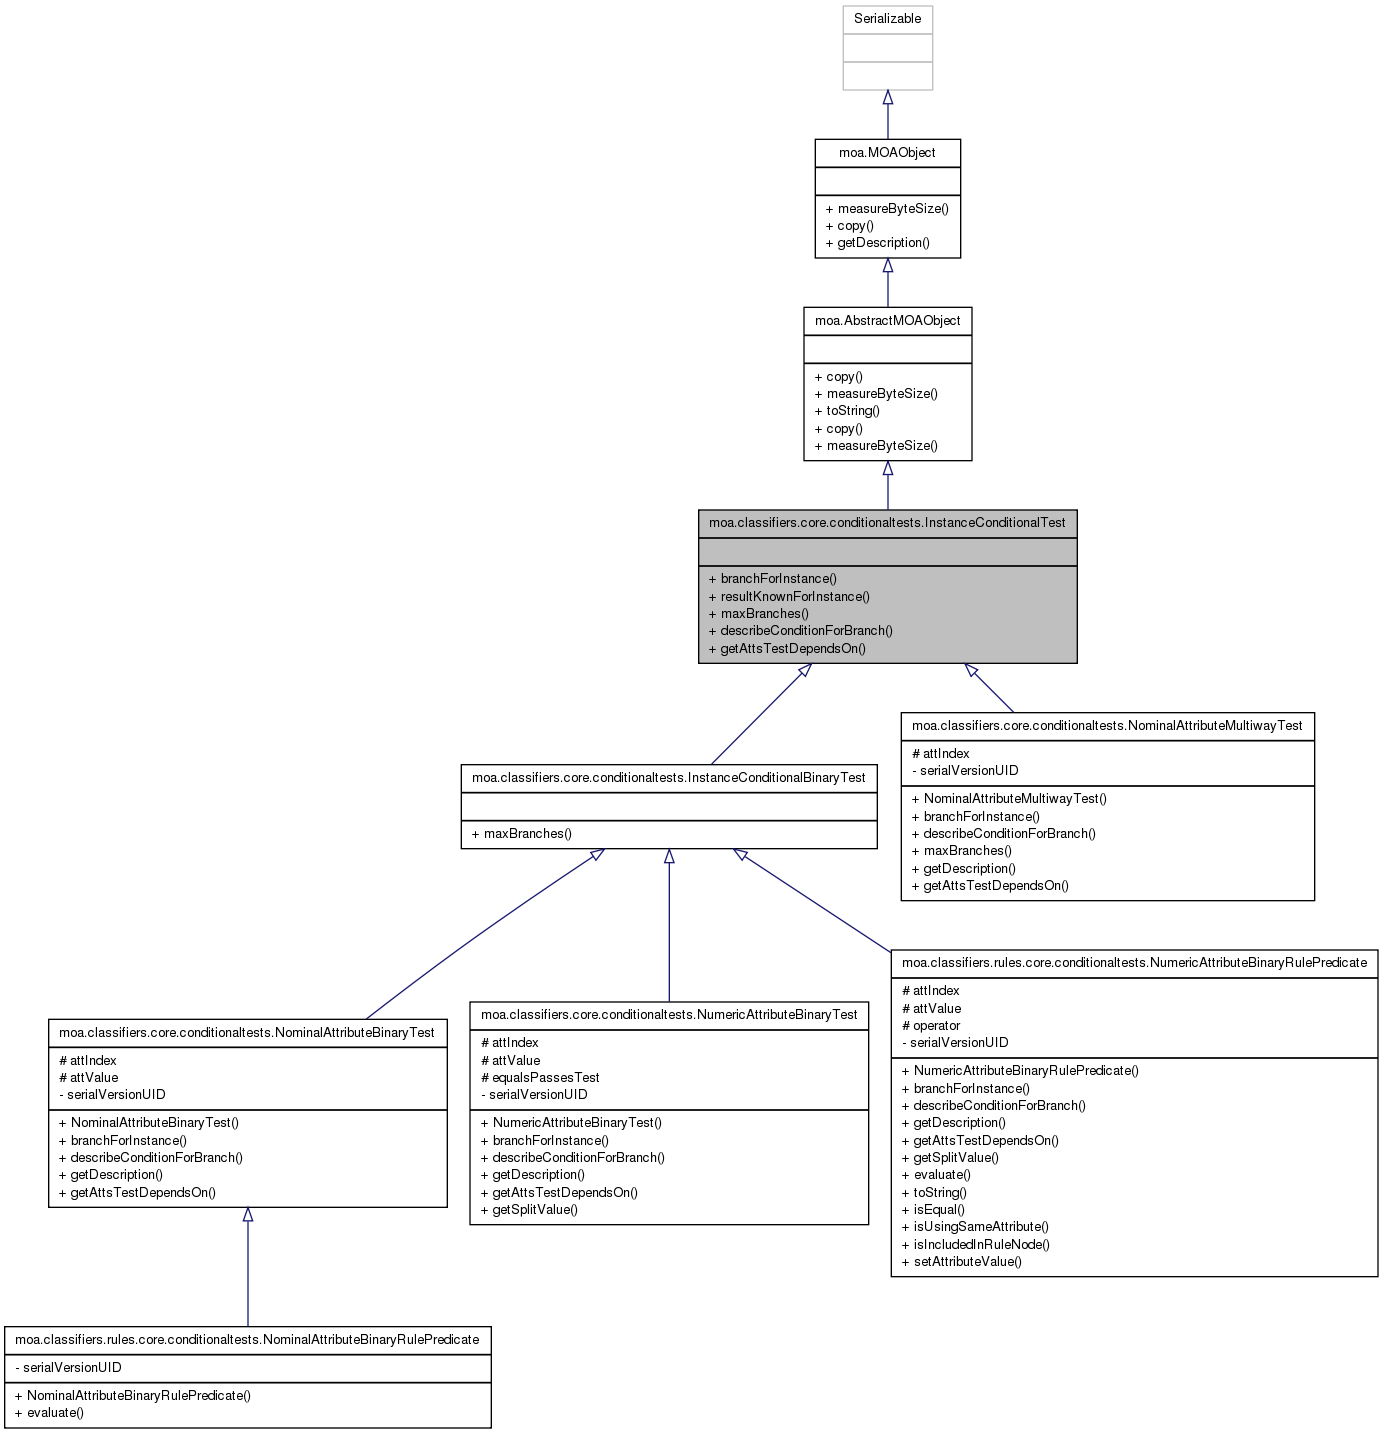 Serializable
moa.MOAObject
+ measureByteSize()
+ copy()
+ getDescription()
moa.AbstractMOAObject
+ copy()
+ measureByteSize()
+ toString()
+ copy()
+ measureByteSize()
moa.classifiers.core.conditionaltests.InstanceConditionalTest
+ branchForInstance()
+ resultKnownForInstance()
+ maxBranches()
+ describeConditionForBranch()
+ getAttsTestDependsOn()
moa.classifiers.core.conditionaltests.InstanceConditionalBinaryTest
+ maxBranches()
moa.classifiers.core.conditionaltests.NominalAttributeMultiwayTest
# attIndex
- serialVersionUID
+ NominalAttributeMultiwayTest()
+ branchForInstance()
+ describeConditionForBranch()
+ maxBranches()
+ getDescription()
+ getAttsTestDependsOn()
moa.classifiers.core.conditionaltests.NominalAttributeBinaryTest
# attIndex
# attValue
- serialVersionUID
+ NominalAttributeBinaryTest()
+ branchForInstance()
+ describeConditionForBranch()
+ getDescription()
+ getAttsTestDependsOn()
moa.classifiers.core.conditionaltests.NumericAttributeBinaryTest
# attIndex
# attValue
# equalsPassesTest
- serialVersionUID
+ NumericAttributeBinaryTest()
+ branchForInstance()
+ describeConditionForBranch()
+ getDescription()
+ getAttsTestDependsOn()
+ getSplitValue()
moa.classifiers.rules.core.conditionaltests.NumericAttributeBinaryRulePredicate
# attIndex
# attValue
# operator
- serialVersionUID
+ NumericAttributeBinaryRulePredicate()
+ branchForInstance()
+ describeConditionForBranch()
+ getDescription()
+ getAttsTestDependsOn()
+ getSplitValue()
+ evaluate()
+ toString()
+ isEqual()
+ isUsingSameAttribute()
+ isIncludedInRuleNode()
+ setAttributeValue()
moa.classifiers.rules.core.conditionaltests.NominalAttributeBinaryRulePredicate
- serialVersionUID
+ NominalAttributeBinaryRulePredicate()
+ evaluate()